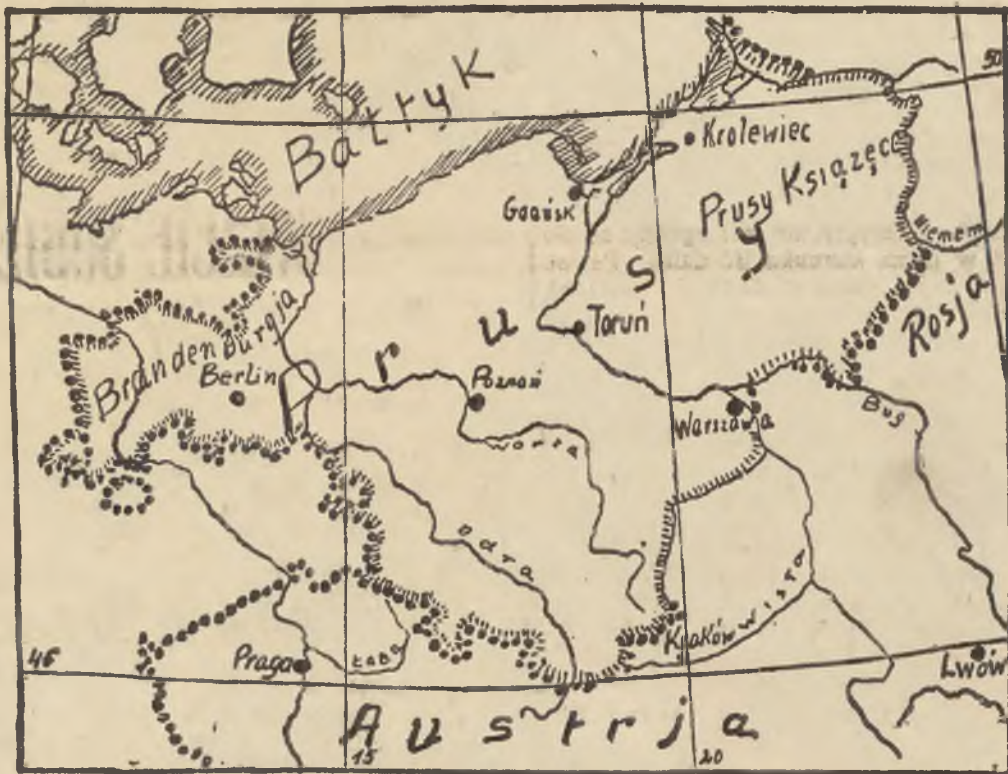 50
Bałtyk
Krolewiec
Gdańsk
Prusy Książęce
Niemen
Prusy
Toruń
Rosja
Brandenburgja
Berlin
Poznań
Bug
Warszawa
Warta
Odra
Wisła
Kraków
46
Praga
Łaba
Lwów
Austrja
15
20